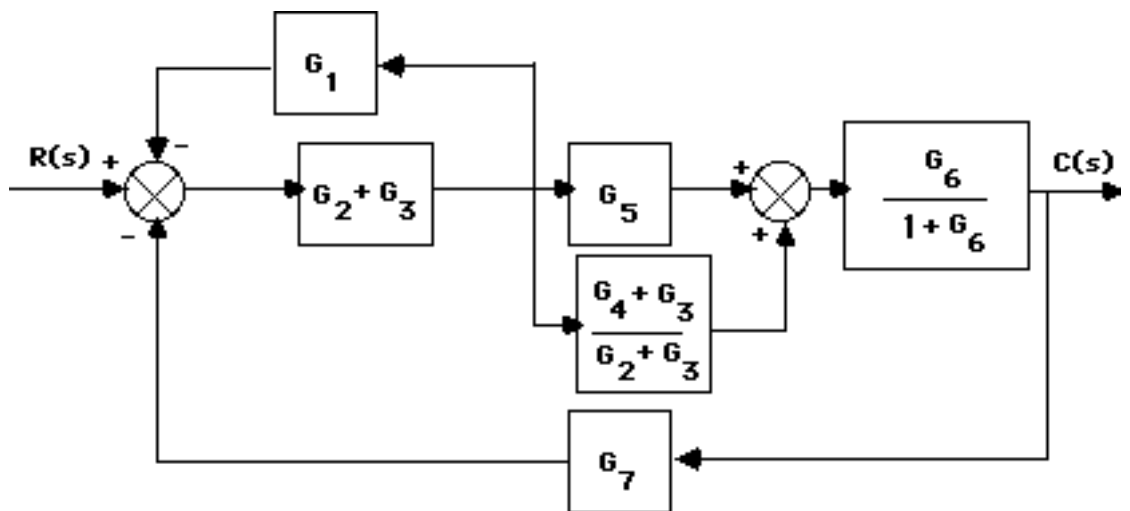 G1
R(s) + -
-
G2 + G3
G5
+
+
G6
1 + G6
C(s)
G4 + G3
G2 + G3
G7